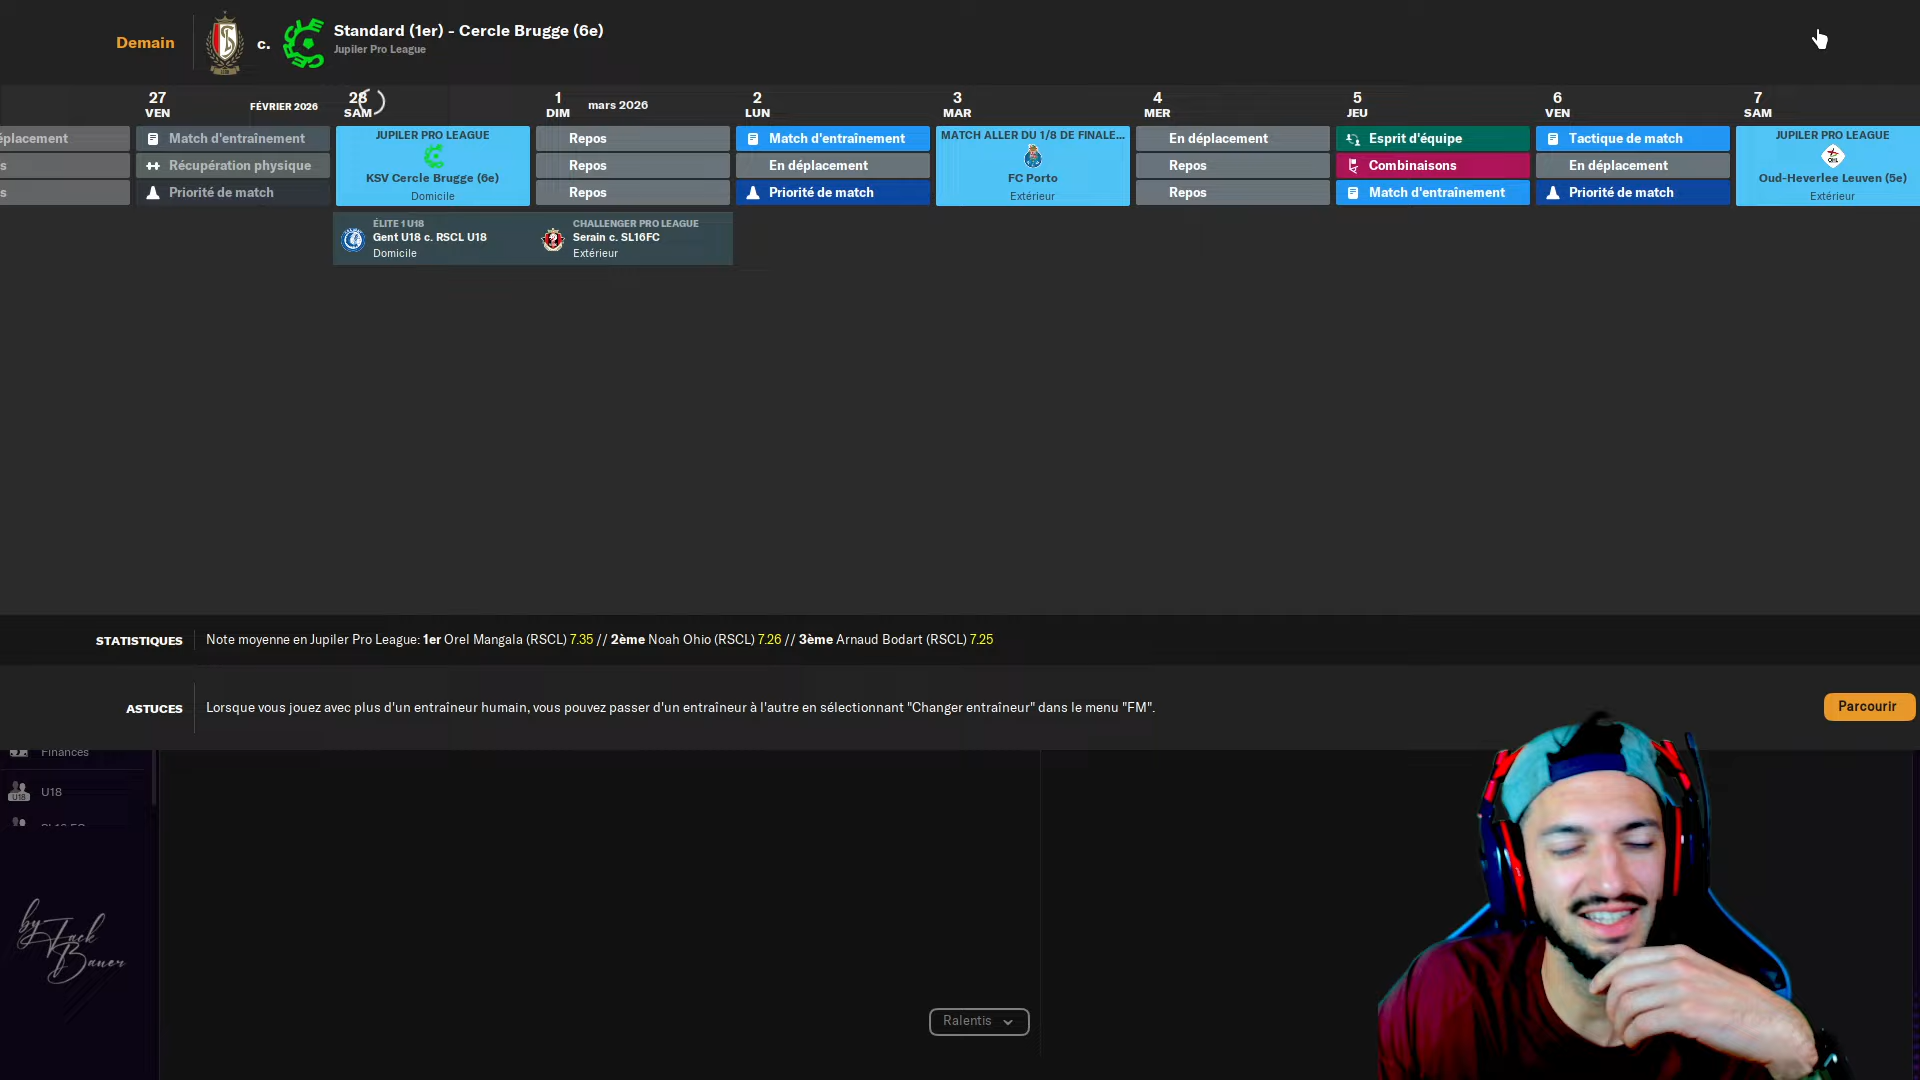 Demain
c.
Standard (1er) - Cercle Brugge (6e)
Jupiler Pro League
27
VEN
FÉVRIER 2026
28
SAM
1
DIM
mars 2026
2
LUN
3
MAR
4
MER
5
JEU
6
VEN
7
SAM
éplacement
s
s
Match d'entraînement
Récupération physique
Priorité de match
JUPILER PRO LEAGUE
KSV Cercle Brugge (6e)
Domicile
Repos
Repos
Repos
Match d'entraînement
En déplacement
Priorité de match
MATCH ALLER DU 1/8 DE FINALE...
FC Porto
Extérieur
En déplacement
Repos
Repos
Esprit d'équipe
Combinaisons
Match d'entraînement
Tactique de match
En déplacement
Priorité de match
JUPILER PRO LEAGUE
OHL
Oud-Heverlee Leuven (5e)
Extérieur
ÉLITE 1 U18
Gent U18 c. RSCL U18
Domicile
CHALLENGER PRO LEAGUE
Serain c. SL16FC
Extérieur
STATISTIQUES
Note moyenne en Jupiler Pro League: 1er Orel Mangala (RSCL) 7.35 // 2ème Noah Ohio (RSCL) 7.26 // 3ème Arnaud Bodart (RSCL) 7.25
ASTUCES
Lorsque vous jouez avec plus d'un entraîneur humain, vous pouvez passer d'un entraîneur à l'autre en sélectionnant "Changer entraîneur" dans le menu "FM".
Parcourir
Finances
U18
U18
by Jack
Bauer
Ralentis